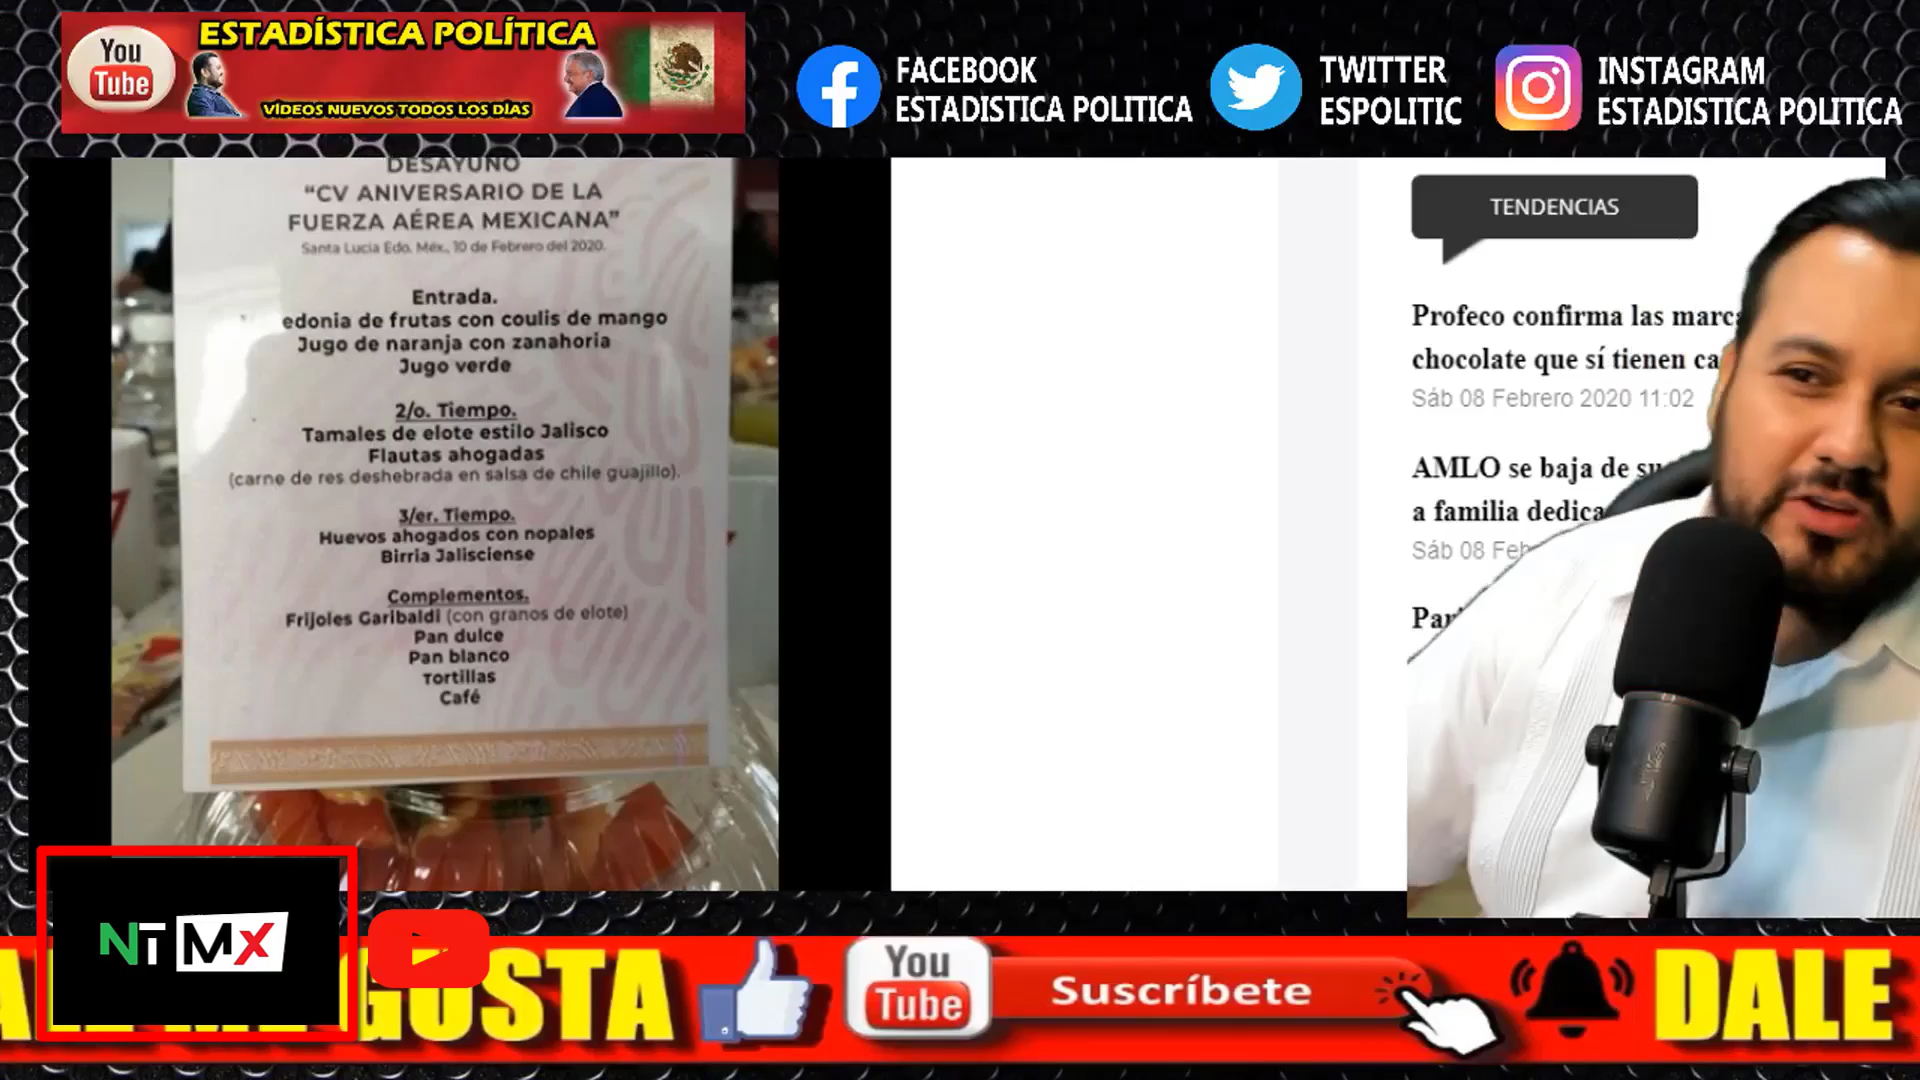 You
Tube
ESTADÍSTICA POLÍTICA
VÍDEOS NUEVOS TODOS LOS DÍAS
FACEBOOK
ESTADISTICA POLITICA
TWITTER
ESPOLITIC
INSTAGRAM
ESTADISTICA POLITICA
DESAYUNO
“CV ANIVERSARIO DE LA
FUERZA AÉREA MEXICANA”
Santa Lucia Edo. Méx., 10 de Febrero del 2020.
Entrada.
edonia de frutas con coulis de mango
Jugo de naranja con zanahoria
Jugo verde
2/o. Tiempo.
Tamales de elote estilo Jalisco
Flautas ahogadas
(carne de res deshebrada en salsa de chile guajillo).
3/er. Tiempo.
Huevos ahogados con nopales
Birria Jalisciense
Complementos.
Frijoles Garibaldi (con granos de elote)
Pan dulce
Pan blanco
Tortillas
Café
TENDENCIAS
Profeco confirma las marca
chocolate que sí tienen ca
Sáb 08 Febrero 2020 11:02
AMLO se baja de su
a familia dedica
Sáb 08 Feb
Par
NTMX
GUSTA
You
Tube
Suscríbete
DALE